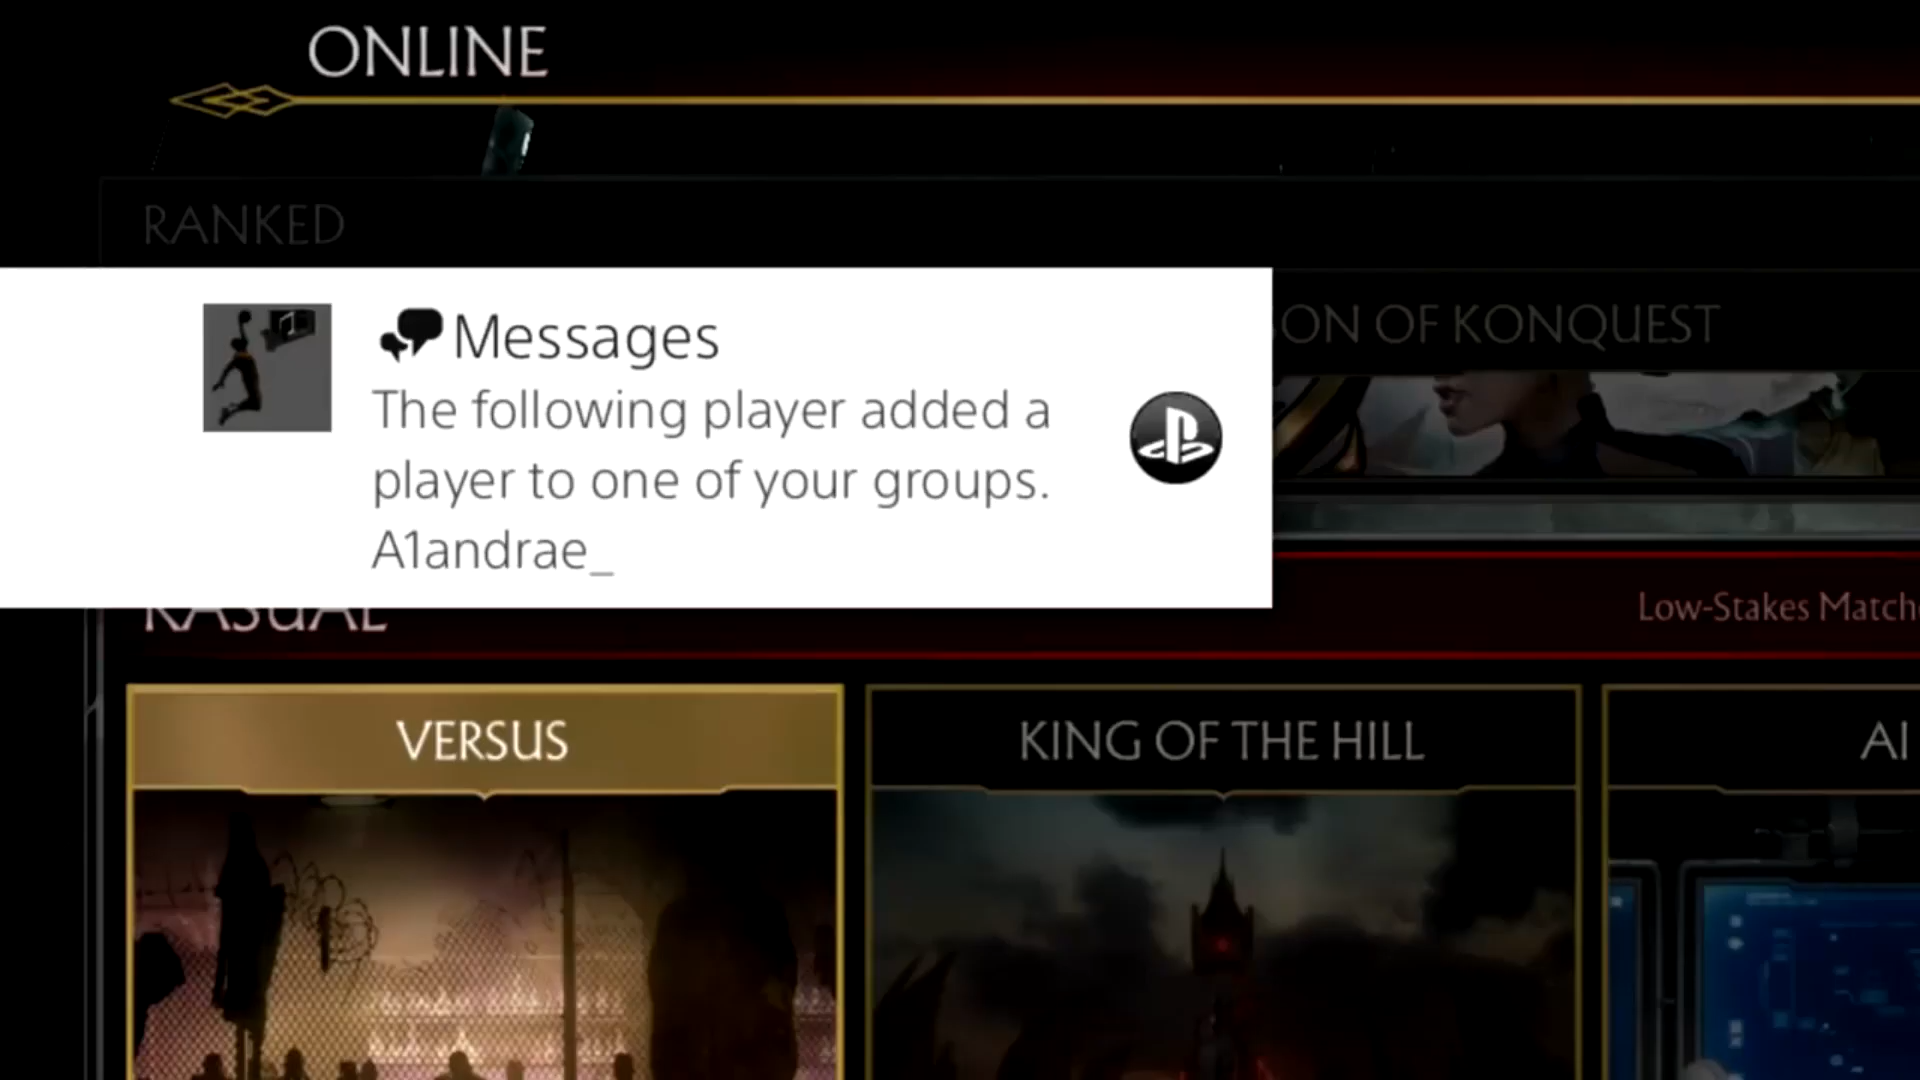 ONLINE
RANKED
ON OF KONQUEST
Messages
The following player added a
player to one of your groups.
A1andrae_
KASUAL
Low-Stakes Match
VERSUS
KING OF THE HILL
AI